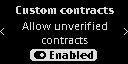 Custom contracts
Allow unverified
contracts
Enabled